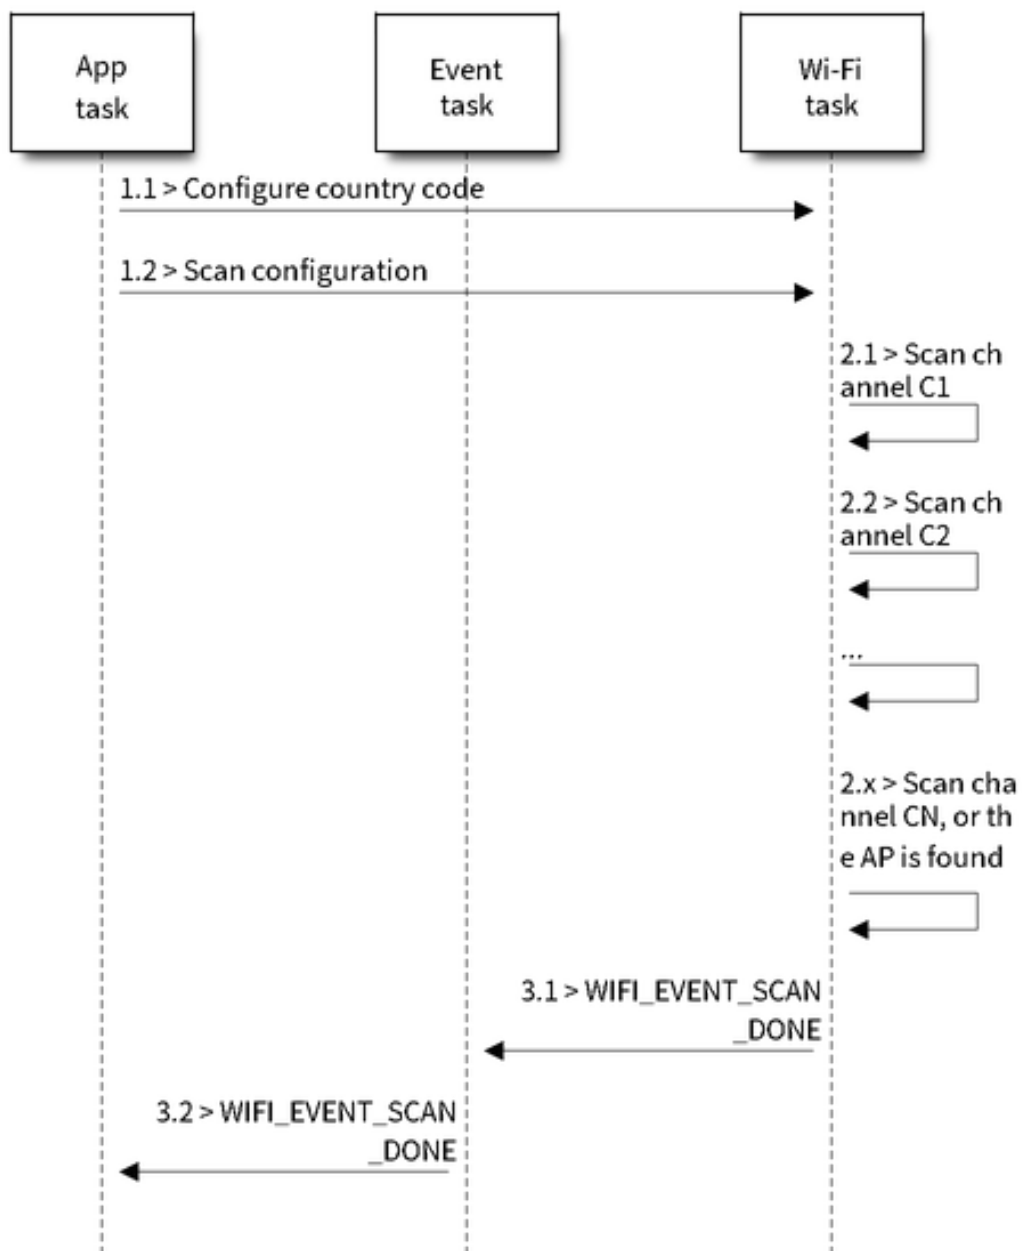 App
task
Event
task
Wi-Fi
task
1.1 > Configure country code
1.2 > Scan configuration
2.1 > Scan ch
annel C1
2.2 > Scan ch
annel C2
...
2.x > Scan cha
nnel CN, or th
e AP is found
3.1 > WIFI_EVENT_SCAN
_DONE
3.2 > WIFI_EVENT_SCAN
_DONE